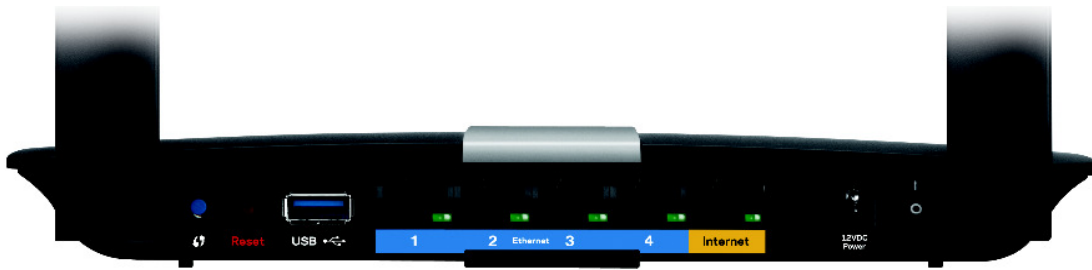 Reset
USB
1 2 Ethernet 3 4 Internet
12VDC
Power
I
O